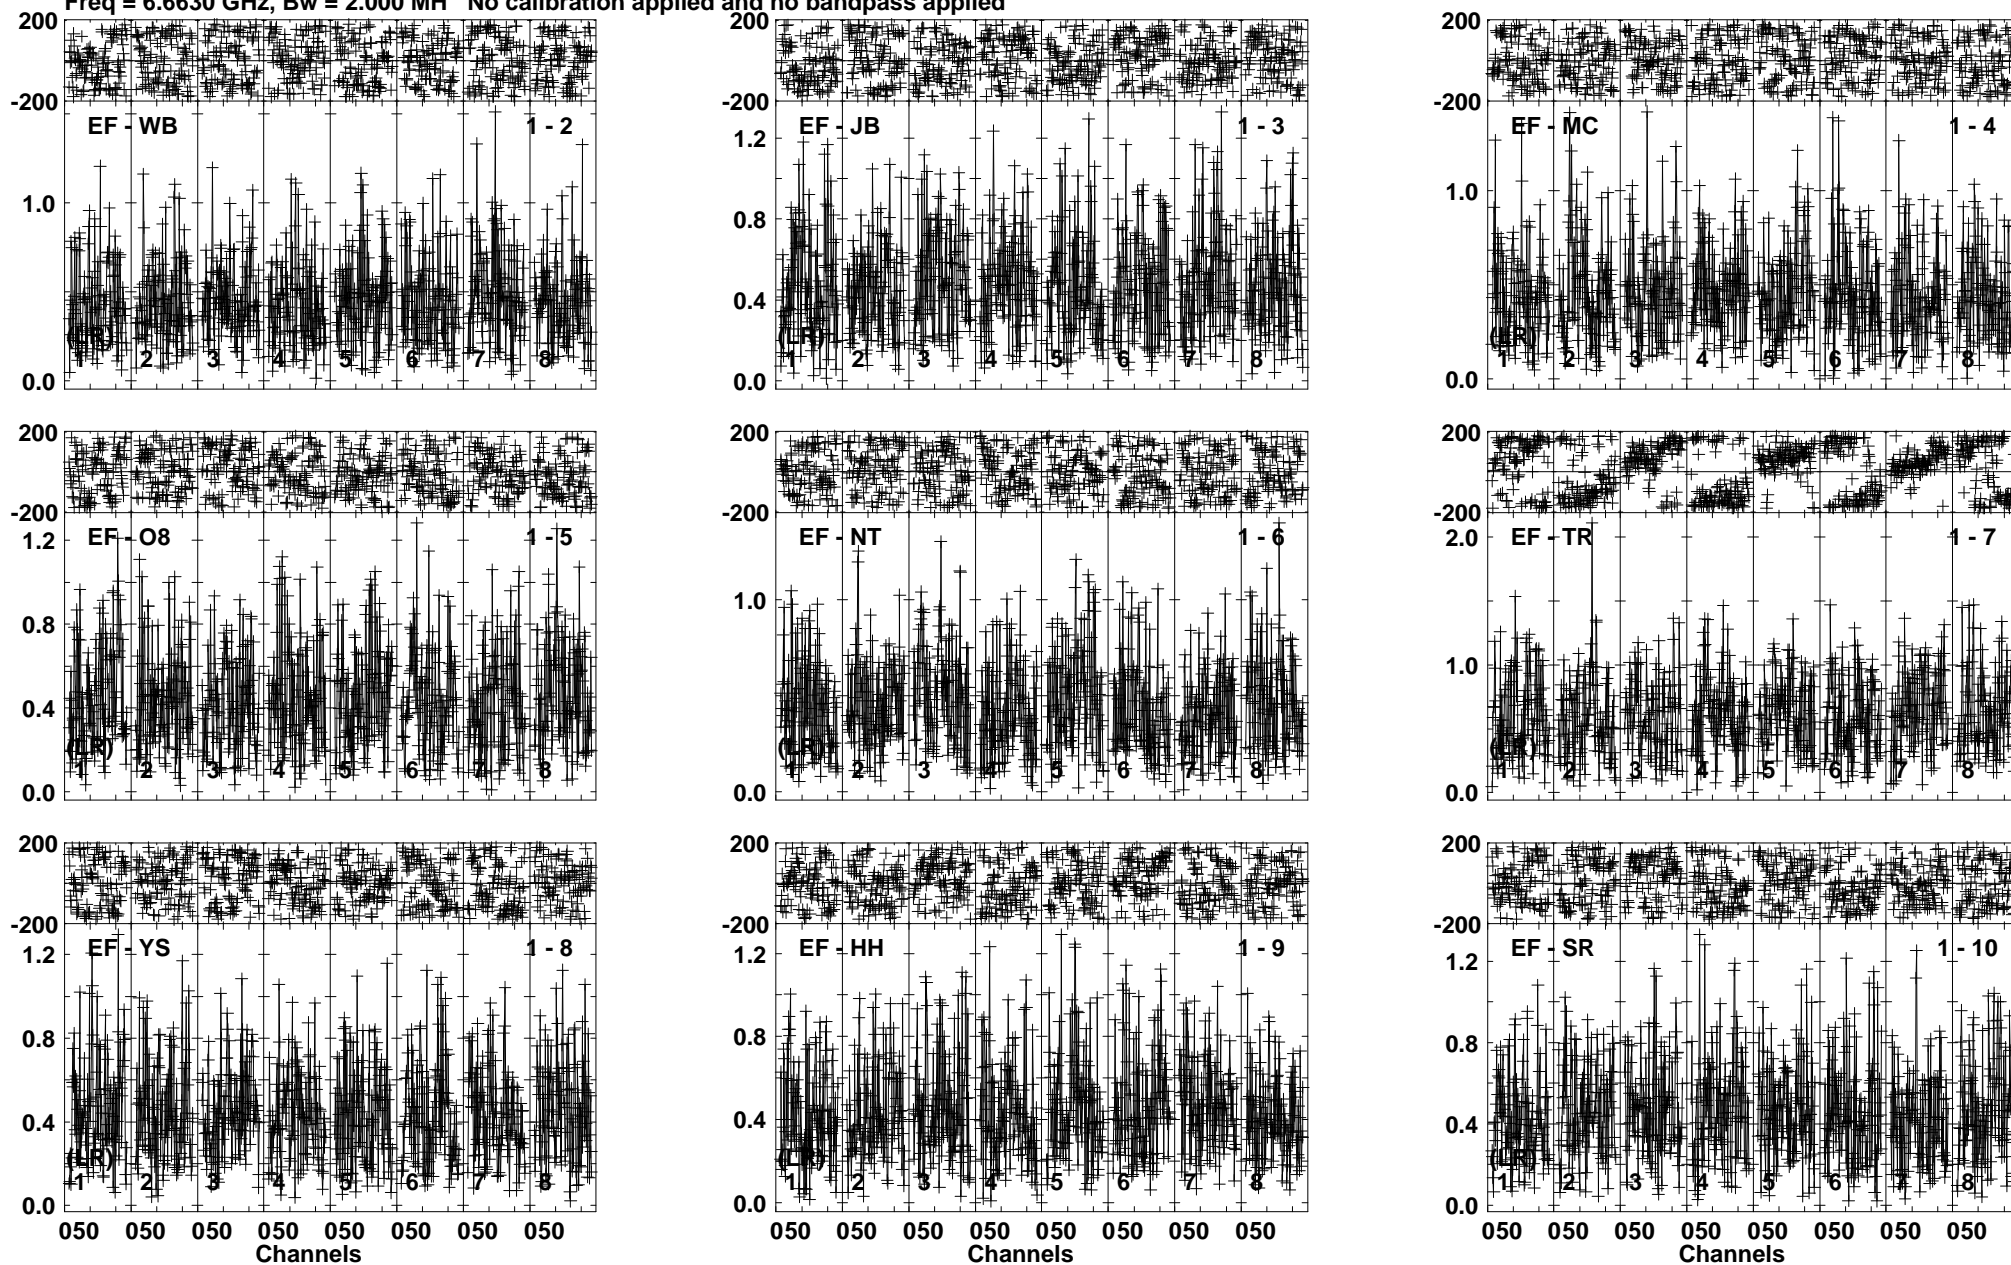 Freq = 6.6630 GHz, Bw = 2.000 MH No calibration applied and no bandpass applied
200 200 200
-200 -200 -200
EF - WB 1 - 2 EF - JB 1 - 3 EF - MC 1 - 4
1.2
1.0 1.0
0.8
0.4
(LR) (LR) (LR)
1 2 3 4 5 6 7 8 1 2 3 4 5 6 7 8 1 2 3 4 5 6 7 8
0.0 0.0 0.0
200 200 200
-200 -200 -200
EF - O8 1 - 5 EF - NT 1 - 6 EF - TR 1 - 7
1.2 2.0
0.8 1.0 1.0
0.4
(LR) (LR) (LR)
1 2 3 4 5 6 7 8 1 2 3 4 5 6 7 8 1 2 3 4 5 6 7 8
0.0 0.0 0.0
200 200 200
-200 -200 -200
EF - YS 1 - 8 EF - HH 1 - 9 EF - SR 1 - 10
1.2 1.2 1.2
0.8 0.8 0.8
0.4 0.4 0.4
(LR) (LR) (LR)
1 2 3 4 5 6 7 8 1 2 3 4 5 6 7 8 1 2 3 4 5 6 7 8
0.0 0.0 0.0
050 050 050 050 050 050 050 050 050 050 050 050 050 050 050 050 050 050 050 050 050 050 050 050
Channels Channels Channels